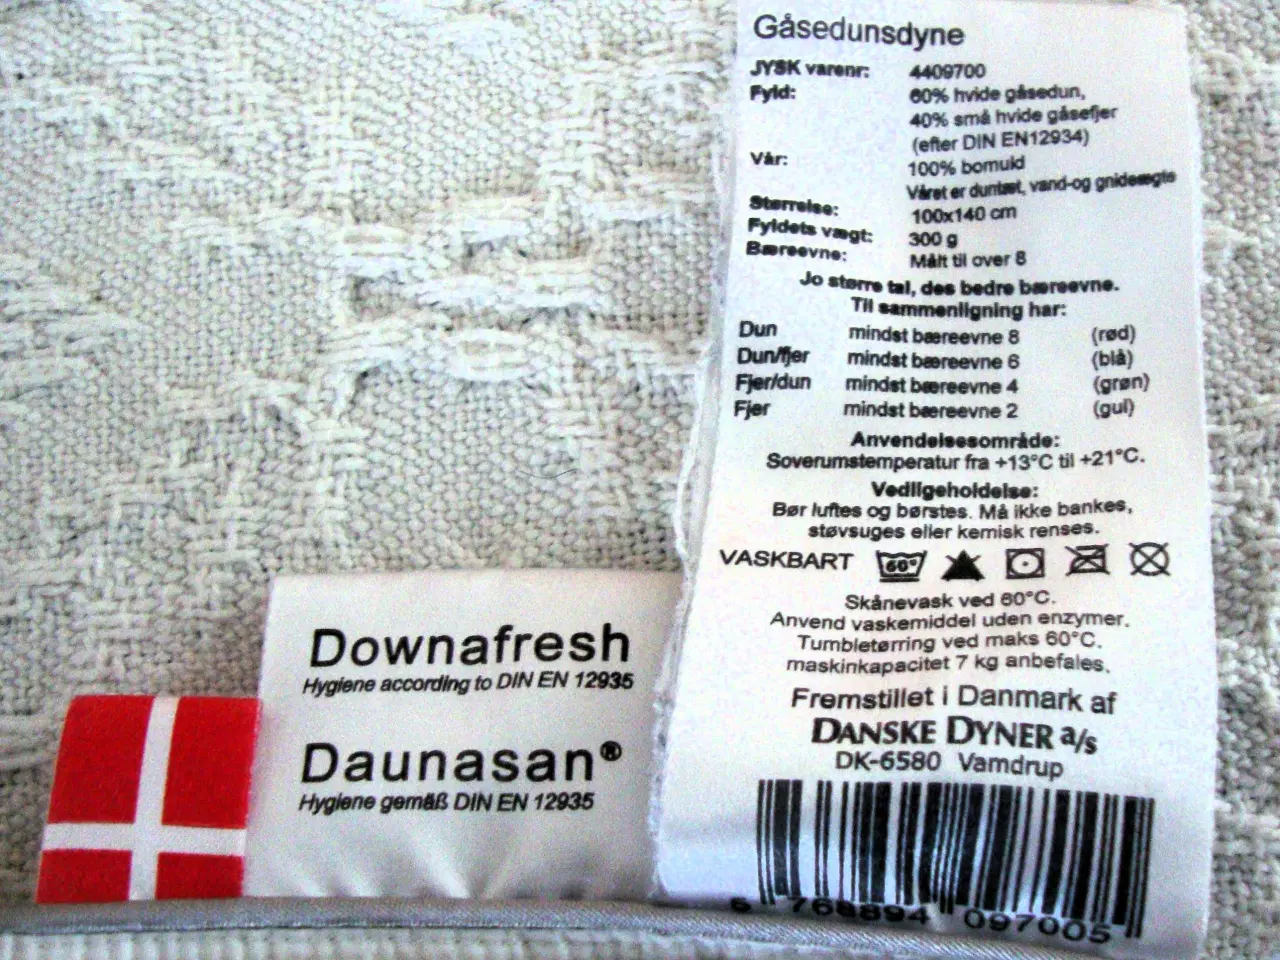 Gåsedunsdyne
JYSK varenr: 4409700
Fyld: 60% hvide gåsedun,
40% små hvide gåsefjer
(efter DIN EN12934)
Vår: 100% bomuld
Våret er duntæt, vand-og gnideægte
Størrelse: 100x140 cm
Fyldets vægt: 300 g
Bæreevne: Målt til over 8
Jo større tal, des bedre bæreevne.
Til sammenligning har:
Dun mindst bæreevne 8 (rød)
Dun/fjer mindst bæreevne 6 (blå)
Fjer/dun mindst bæreevne 4 (grøn)
Fjer mindst bæreevne 2 (gul)
Anvendelsesområde:
Soverumstemperatur fra +13°C til +21°C.
Vedligeholdelse:
Bør luftes og børstes. Må ikke bankes,
støvsuges eller kemisk renses.
VASKBART 60°
Skånevask ved 60°C.
Anvend vaskemiddel uden enzymer.
Tumbletørring ved maks 60°C.
maskinkapacitet 7 kg anbefales.
Fremstillet i Danmark af
DANSKE DYNER a/s
DK-6580 Vamdrup
5 768894 097005
Downafresh
Hygiene according to DIN EN 12935
Daunasan®
Hygiene gemäß DIN EN 12935